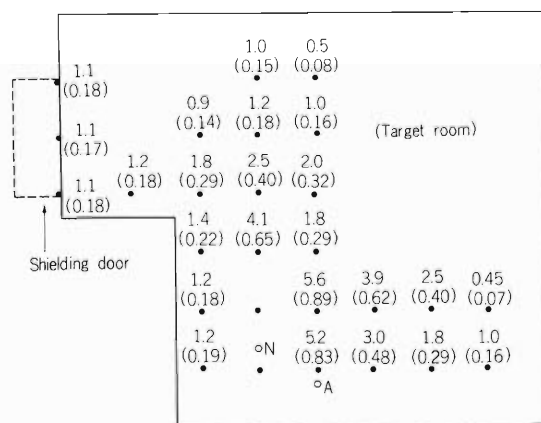 1.0 0.5
(0.15) (0.08)
1.1
(0.18)
0.9 1.2 1.0
(0.14) (0.18) (0.16)
(Target room)
1.1
(0.17)
1.2 1.8 2.5 2.0
(0.18) (0.29) (0.40) (0.32)
1.1
(0.18)
1.4 4.1 1.8
(0.22) (0.65) (0.29)
Shielding door
1.2 5.6 3.9 2.5 0.45
(0.18) (0.89) (0.62) (0.40) (0.07)
1.2 5.2 3.0 1.8 1.0
(0.19) N (0.83) (0.48) (0.29) (0.16)
A